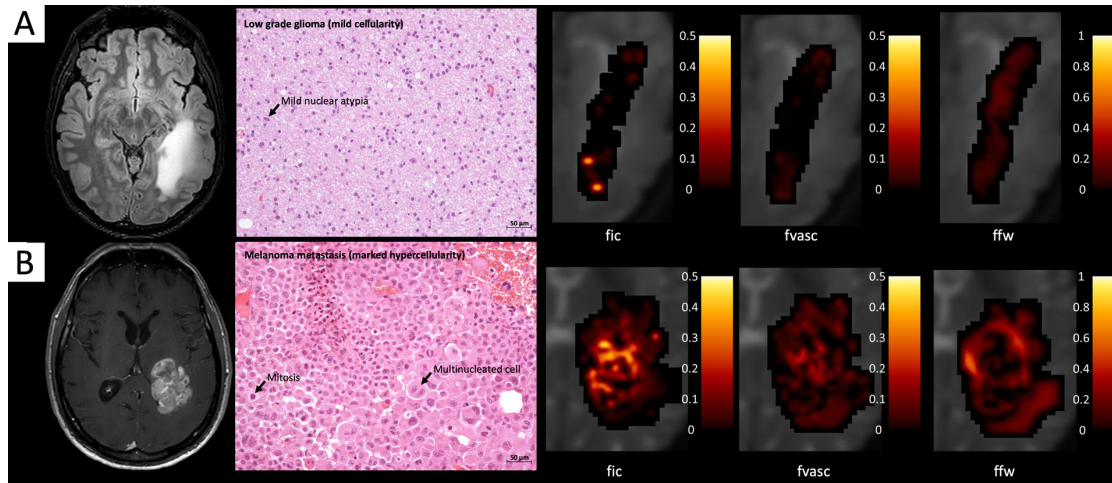 A
Low grade glioma (mild cellularity)
Mild nuclear atypia
50 µm
0.5
0.4
0.3
0.2
0.1
0
fic
0.5
0.4
0.3
0.2
0.1
0
fvasc
1
0.8
0.6
0.4
0.2
0
ffw
B
Melanoma metastasis (marked hypercellularity)
Mitosis
Multinucleated cell
50 µm
0.5
0.4
0.3
0.2
0.1
0
fic
0.5
0.4
0.3
0.2
0.1
0
fvasc
1
0.8
0.6
0.4
0.2
0
ffw